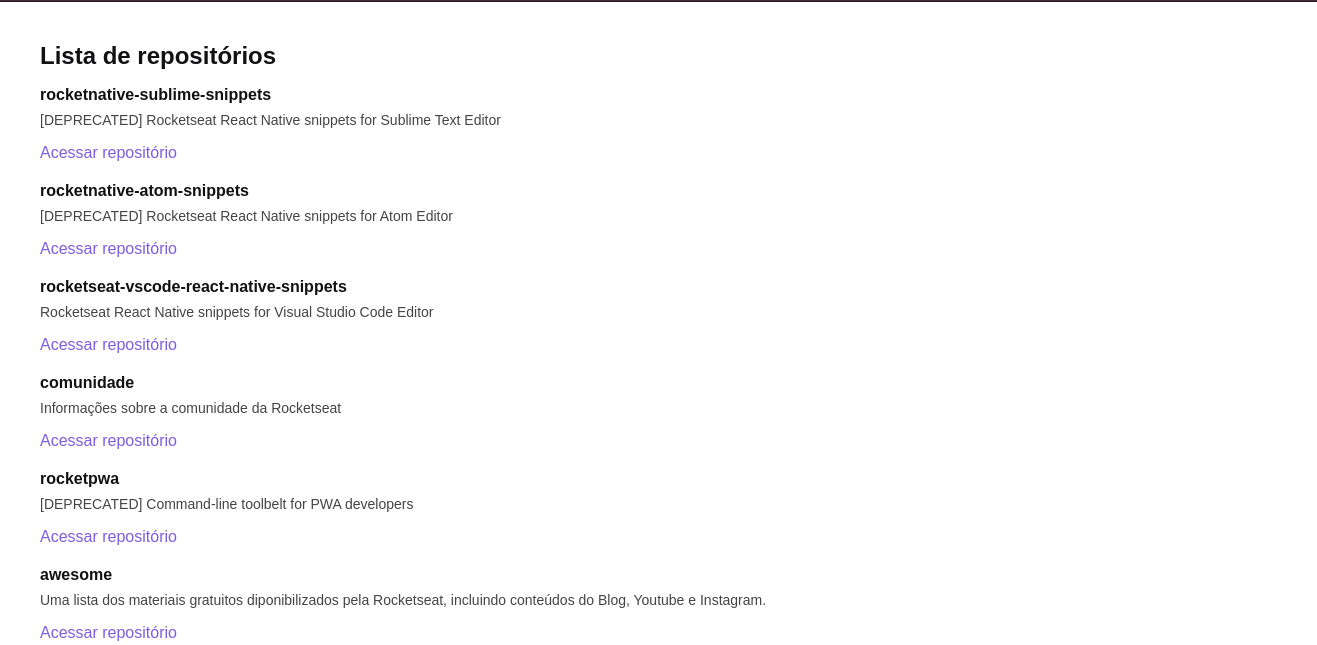 Lista de repositórios
rocketnative-sublime-snippets
[DEPRECATED] Rocketseat React Native snippets for Sublime Text Editor
Acessar repositório
rocketnative-atom-snippets
[DEPRECATED] Rocketseat React Native snippets for Atom Editor
Acessar repositório
rocketseat-vscode-react-native-snippets
Rocketseat React Native snippets for Visual Studio Code Editor
Acessar repositório
comunidade
Informações sobre a comunidade da Rocketseat
Acessar repositório
rocketpwa
[DEPRECATED] Command-line toolbelt for PWA developers
Acessar repositório
awesome
Uma lista dos materiais gratuitos diponibilizados pela Rocketseat, incluindo conteúdos do Blog, Youtube e Instagram.
Acessar repositório